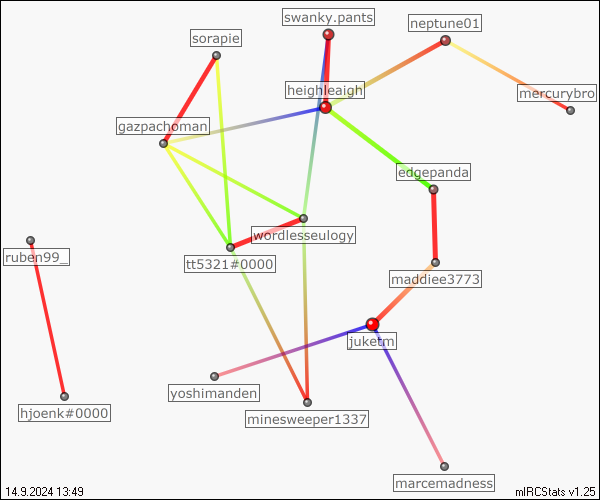 swanky.pants
neptune01
sorapie
heighleaigh
mercurybro
gazpachoman
edgepanda
wordlesseulogy
ruben99_
tt5321#0000
maddiee3773
juketm
yoshimanden
hjoenk#0000
minesweeper1337
marcemadness
14.9.2024 13:49
mIRCStats v1.25